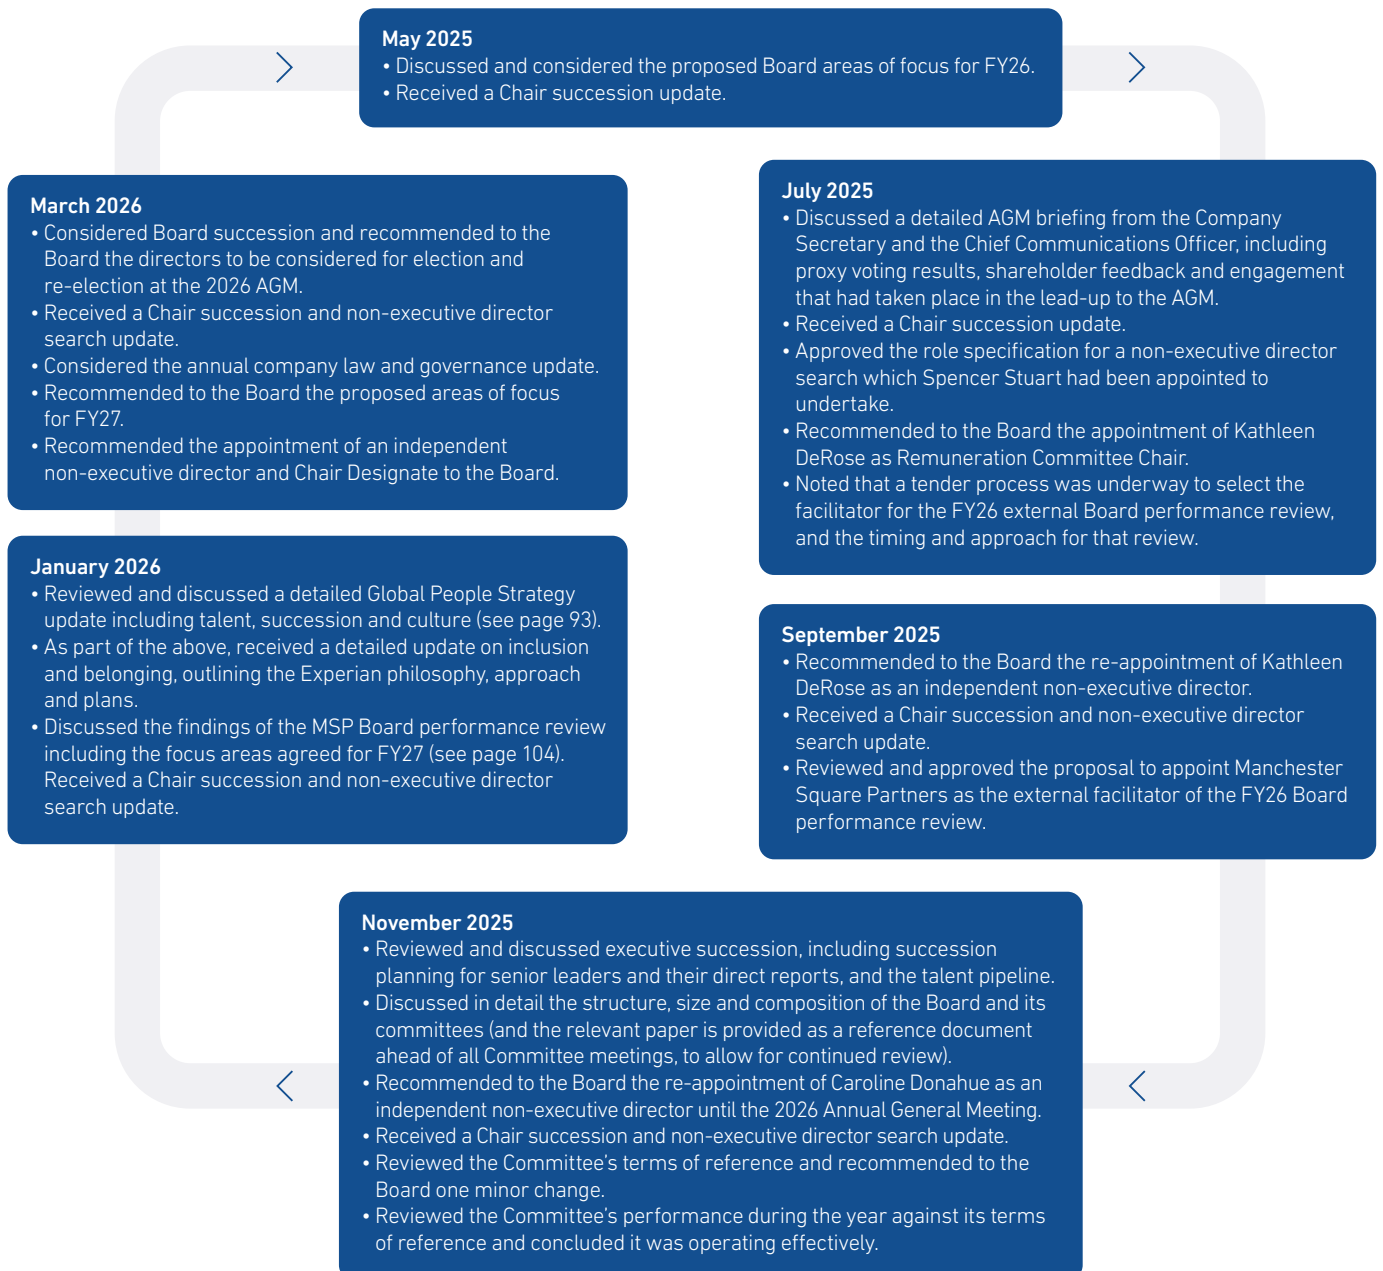 May 2025
• Discussed and considered the proposed Board areas of focus for FY26.
• Received a Chair succession update.
July 2025
• Discussed a detailed AGM briefing from the Company
Secretary and the Chief Communications Officer, including
proxy voting results, shareholder feedback and engagement
that had taken place in the lead-up to the AGM.
• Received a Chair succession update.
• Approved the role specification for a non-executive director
search which Spencer Stuart had been appointed to
undertake.
• Recommended to the Board the appointment of Kathleen
DeRose as Remuneration Committee Chair.
• Noted that a tender process was underway to select the
facilitator for the FY26 external Board performance review,
and the timing and approach for that review.
September 2025
• Recommended to the Board the re-appointment of Kathleen
DeRose as an independent non-executive director.
• Received a Chair succession and non-executive director
search update.
• Reviewed and approved the proposal to appoint Manchester
Square Partners as the external facilitator of the FY26 Board
performance review.
November 2025
• Reviewed and discussed executive succession, including succession
planning for senior leaders and their direct reports, and the talent pipeline.
• Discussed in detail the structure, size and composition of the Board and its
committees (and the relevant paper is provided as a reference document
ahead of all Committee meetings, to allow for continued review).
• Recommended to the Board the re-appointment of Caroline Donahue as an
independent non-executive director until the 2026 Annual General Meeting.
• Received a Chair succession and non-executive director search update.
• Reviewed the Committee's terms of reference and recommended to the
Board one minor change.
• Reviewed the Committee's performance during the year against its terms
of reference and concluded it was operating effectively.
January 2026
• Reviewed and discussed a detailed Global People Strategy
update including talent, succession and culture (see page 93).
• As part of the above, received a detailed update on inclusion
and belonging, outlining the Experian philosophy, approach
and plans.
• Discussed the findings of the MSP Board performance review
including the focus areas agreed for FY27 (see page 104).
Received a Chair succession and non-executive director
search update.
March 2026
• Considered Board succession and recommended to the
Board the directors to be considered for election and
re-election at the 2026 AGM.
• Received a Chair succession and non-executive director
search update.
• Considered the annual company law and governance update.
• Recommended to the Board the proposed areas of focus
for FY27.
• Recommended the appointment of an independent
non-executive director and Chair Designate to the Board.